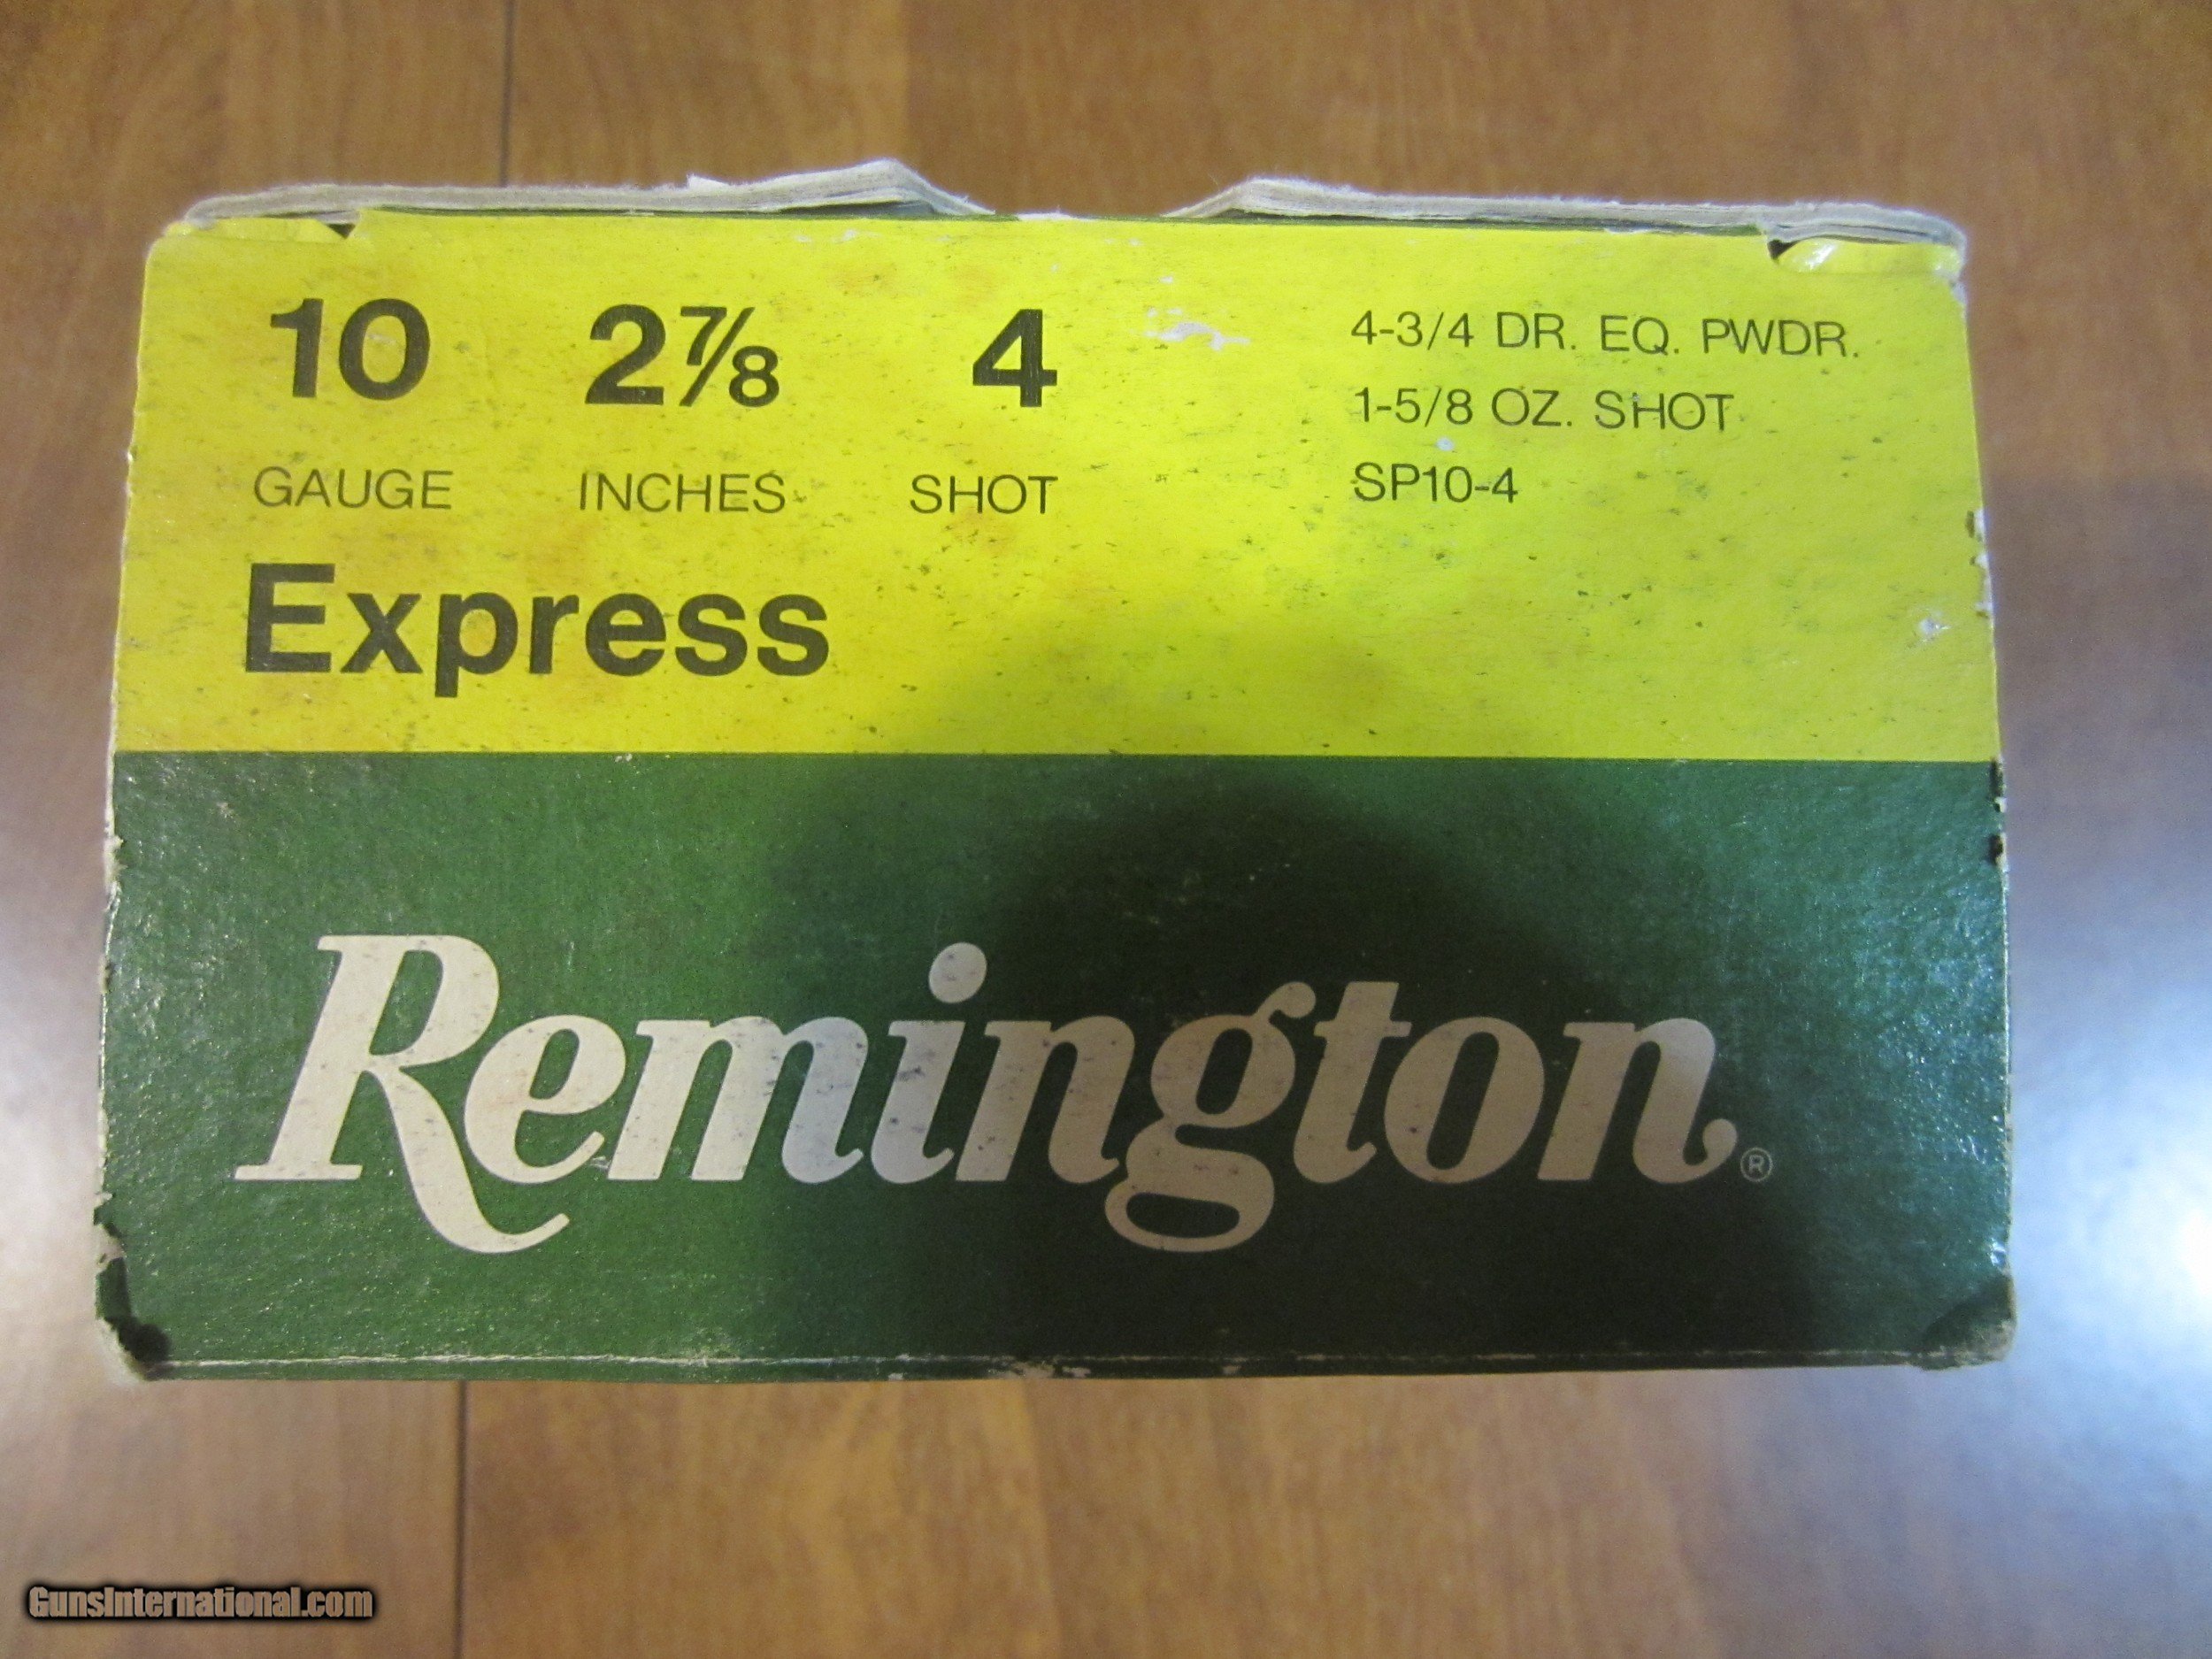 10 2⅞ 4
GAUGE INCHES SHOT
4-3/4 DR. EQ. PWDR.
1-5/8 OZ. SHOT
SP10-4
Express
Remington®
GunsInternational.com